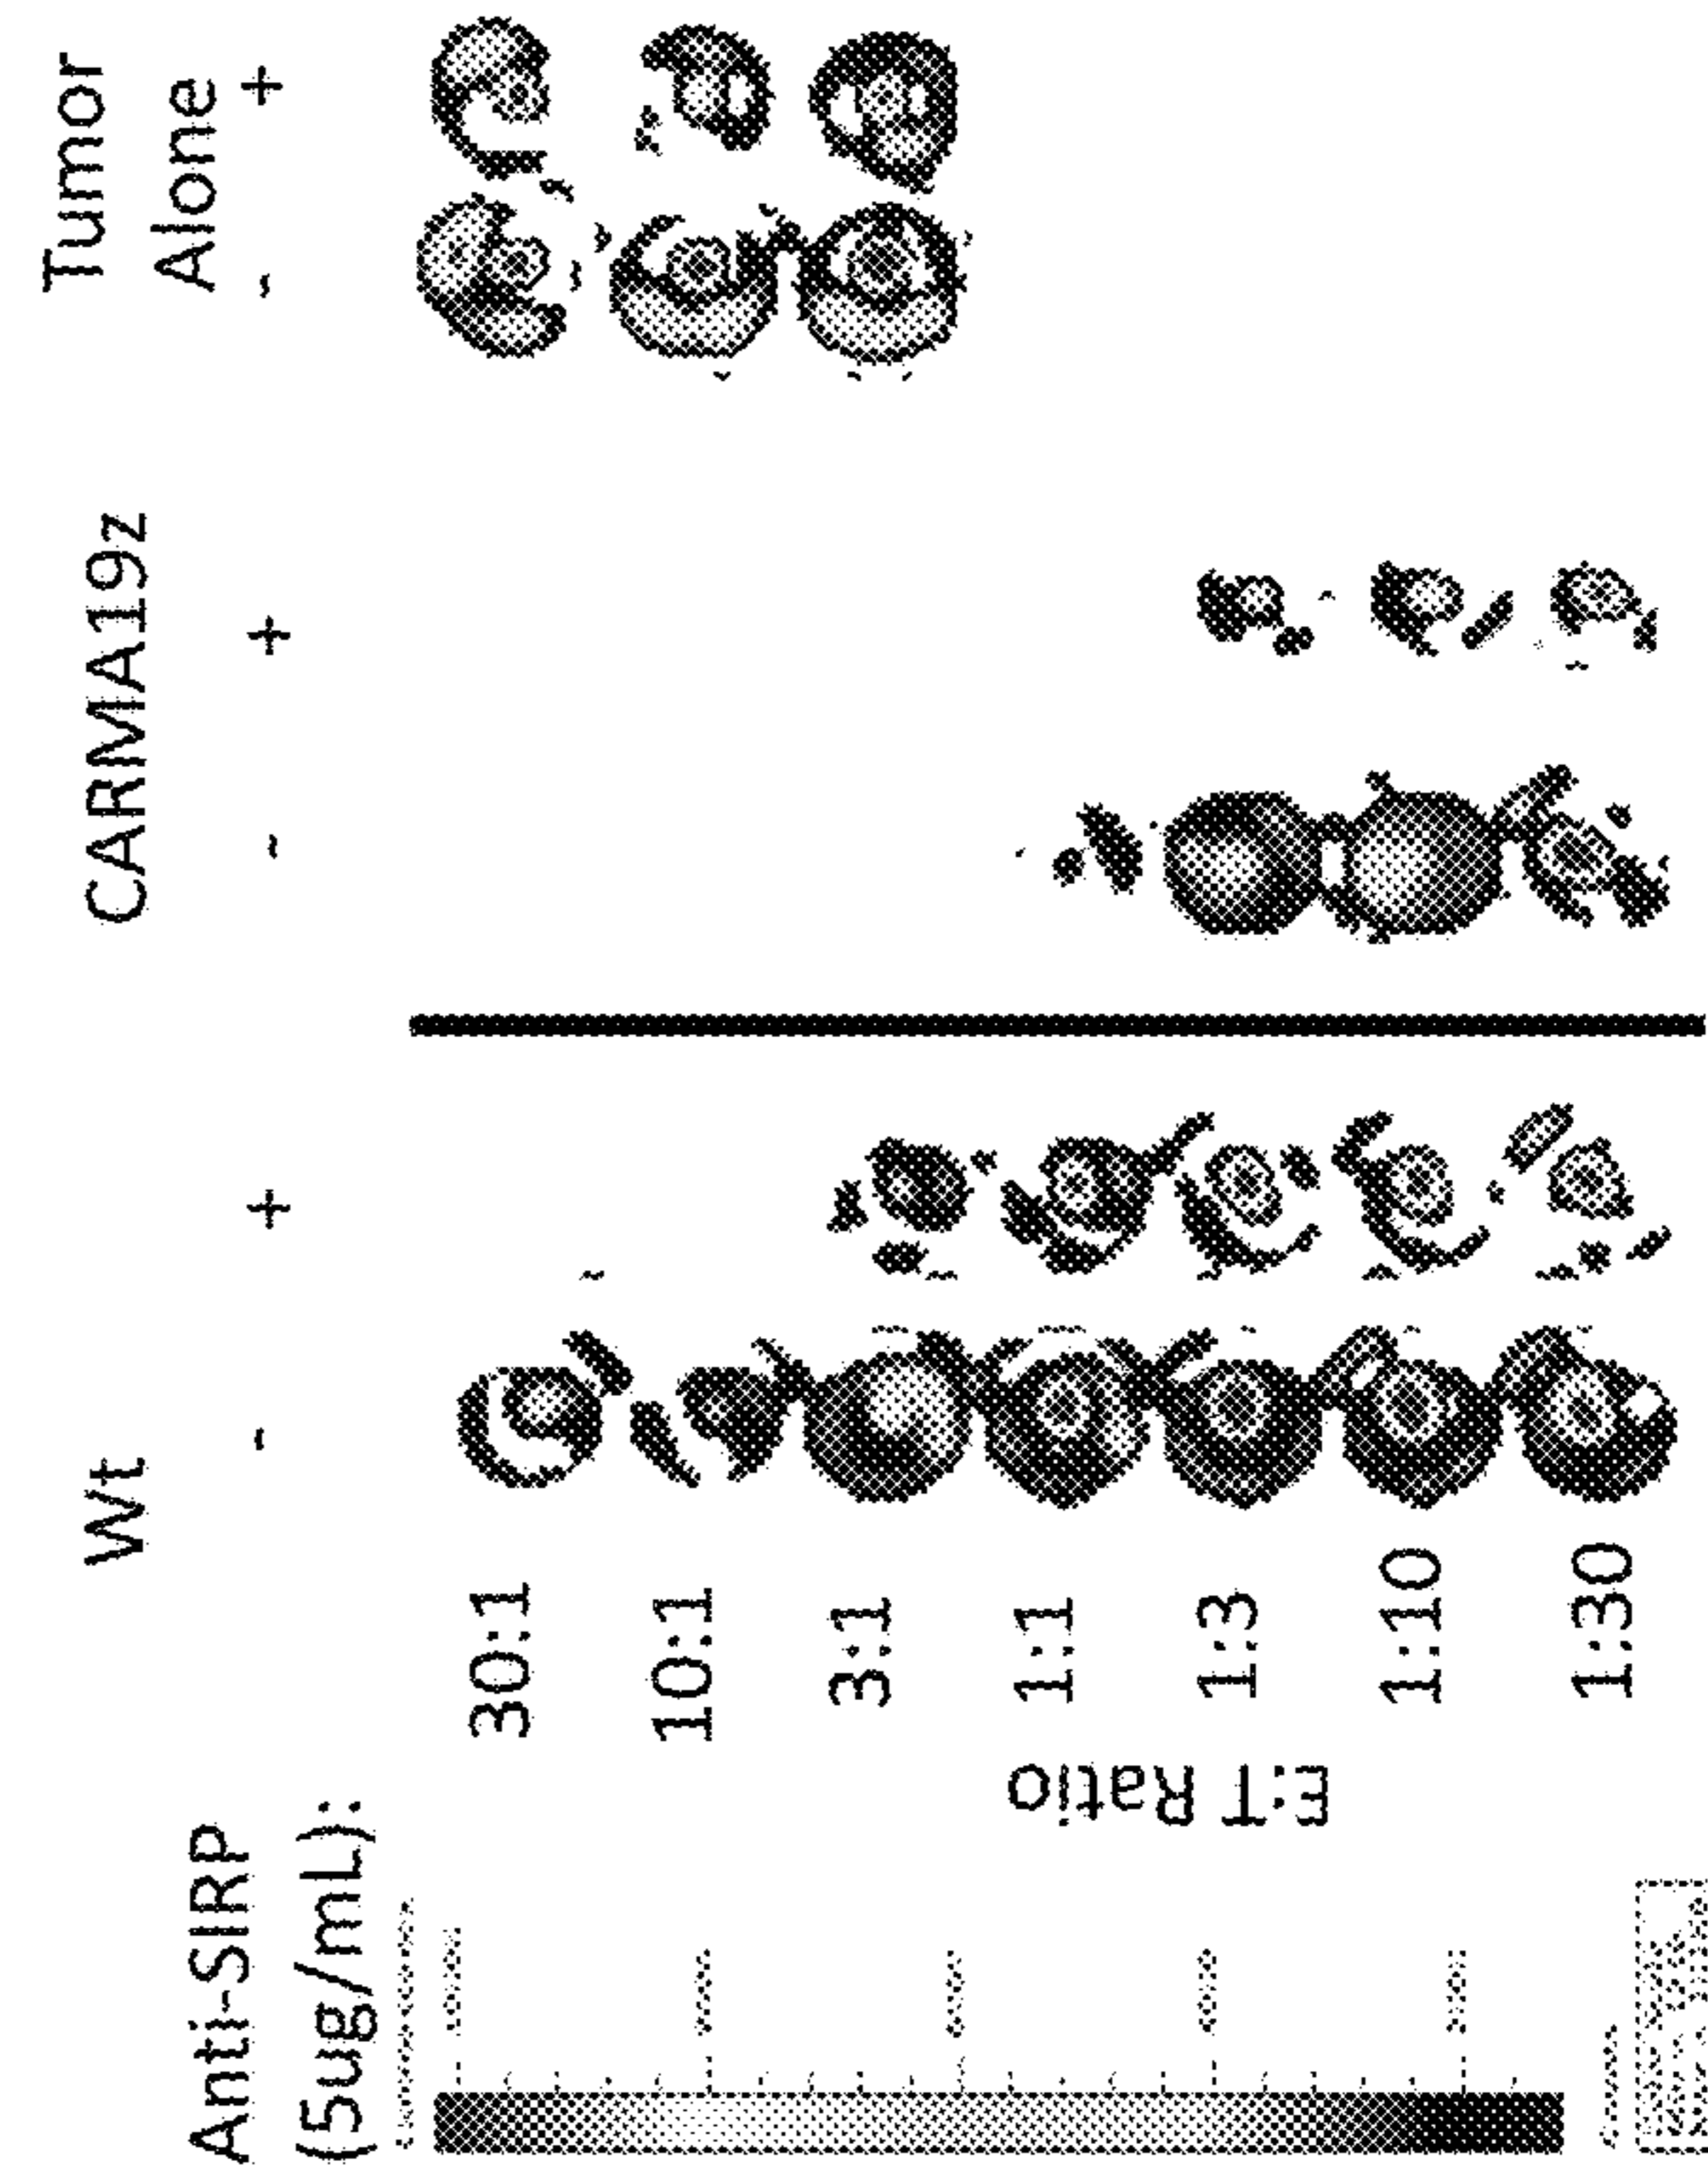 Anti-SIRP
(5ug/mL):
Wt
CARMA19z
Tumor
Alone
- + - + - +
E:T Ratio
30:1
10:1
3:1
1:1
1:3
1:10
1:30